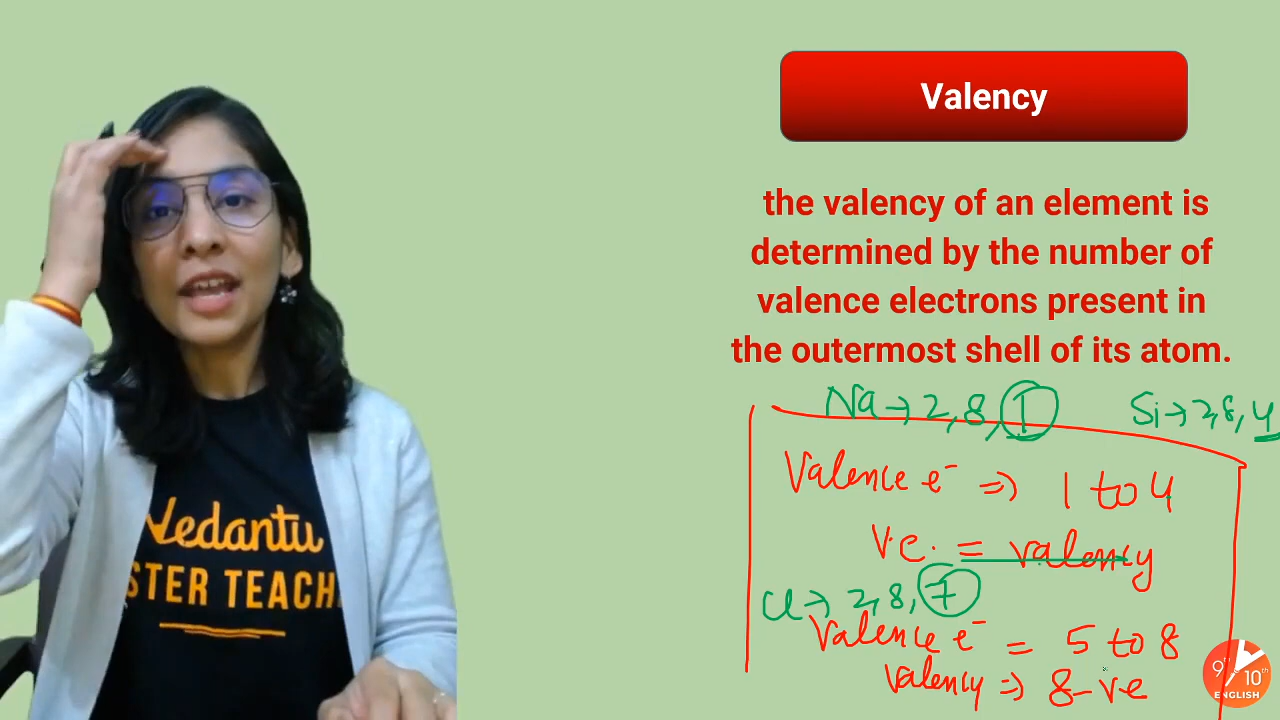 Valency
the valency of an element is
determined by the number of
valence electrons present in
the outermost shell of its atom.
Na → 2, 8, 1
Si → 2, 8, 4
Valence e⁻ ⇒ 1 to 4
V.e. = valency
Cl → 2, 8, 7
Valence e⁻ = 5 to 8
Valency ⇒ 8-ve
Vedantu
STER TEACH
9th
10th
ENGLISH